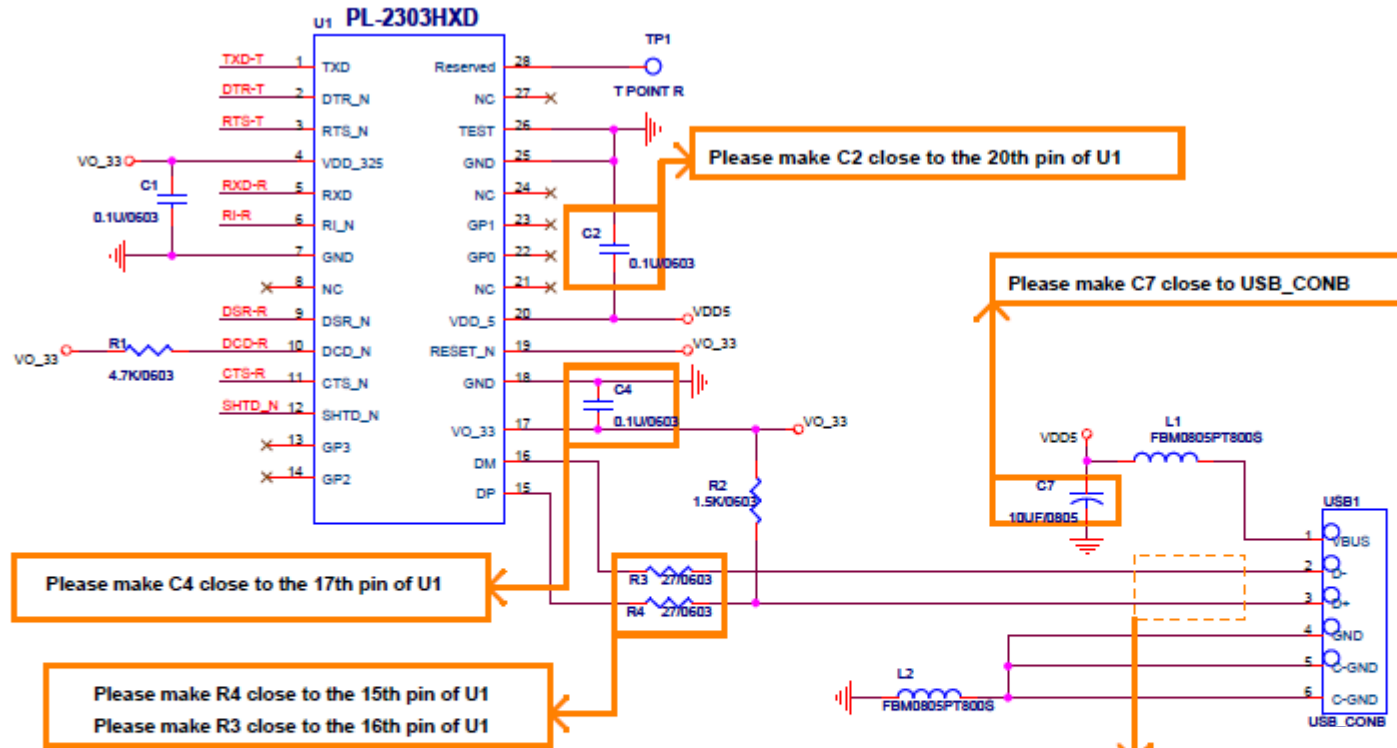 U1 PL-2303HXD
TXD-T 1 TXD
DTR-T 2 DTR_N
RTS-T 3 RTS_N
VO_33 4 VDD_325
C1
0.1U/0603
RXD-R 5 RXD
RI-R 6 RI_N
7 GND
8 NC
DSR-R 9 DSR_N
VO_33 R1 DCD-R 10 DCD_N
4.7K/0603
CTS-R 11 CTS_N
SHTD_N 12 SHTD_N
13 GP3
14 GP2
Reserved 28
TP1
T POINT R
NC 27
TEST 26
GND 25
NC 24
GP1 23
GP0 22
NC 21
VDD_5 20 VDD5
RESET_N 19 VO_33
GND 18
VO_33 17 VO_33
DM 16
DP 15
C2
0.1U/0603
Please make C2 close to the 20th pin of U1
C4
0.1U/0603
R2
1.5K/0603
Please make C7 close to USB_CONB
VDD5
L1
FBM0805PT800S
C7
10UF/0805
USB1
1 VBUS
2 D-
3 D+
4 GND
5 C-GND
6 C-GND
USB_CONB
R3 27/0603
R4 27/0603
L2
FBM0805PT800S
Please make C4 close to the 17th pin of U1
Please make R4 close to the 15th pin of U1
Please make R3 close to the 16th pin of U1